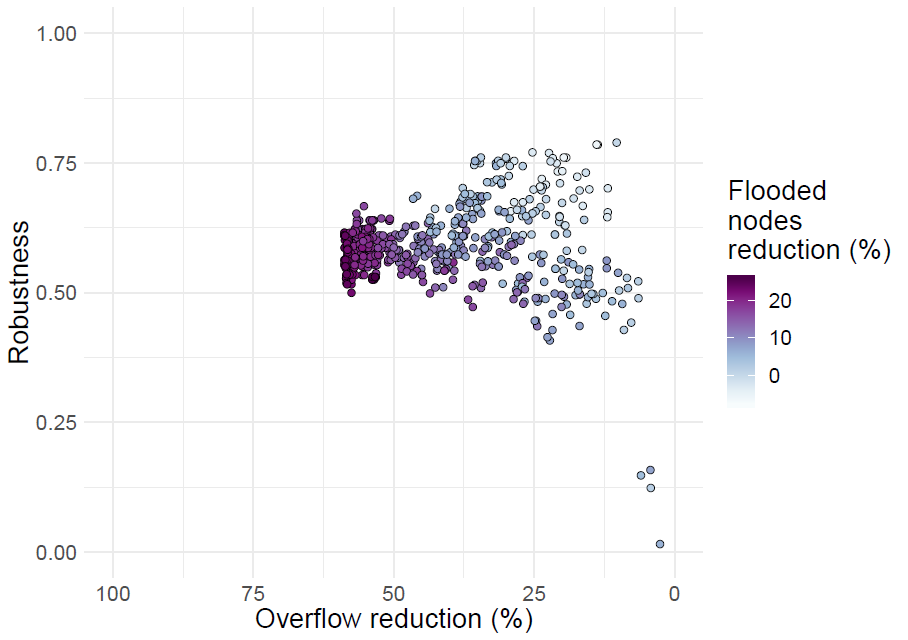 1.00
0.75
0.50
0.25
0.00
Robustness
100
75
50
25
0
Overflow reduction (%)
Flooded
nodes
reduction (%)
20
10
0